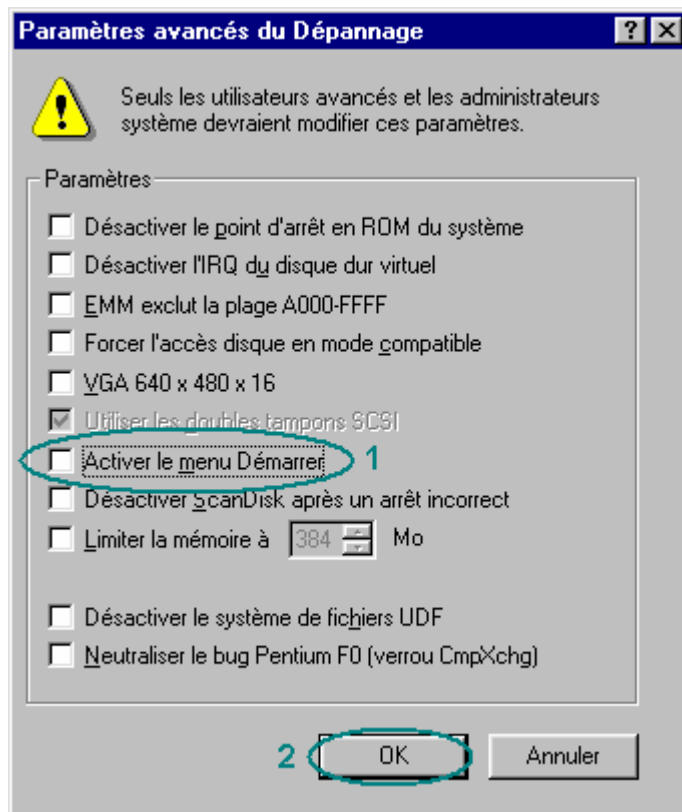 Paramètres avancés du Dépannage
Seuls les utilisateurs avancés et les administrateurs
système devraient modifier ces paramètres.
Paramètres
Désactiver le point d'arrêt en ROM du système
Désactiver l'IRQ du disque dur virtuel
EMM exclut la plage A000-FFFF
Forcer l'accès disque en mode compatible
VGA 640 x 480 x 16
Utiliser les doubles tampons SCSI
Activer le menu Démarrer 1
Désactiver ScanDisk après un arrêt incorrect
Limiter la mémoire à 384 Mo
Désactiver le système de fichiers UDF
Neutraliser le bug Pentium F0 (verrou CmpXchg)
2 OK Annuler